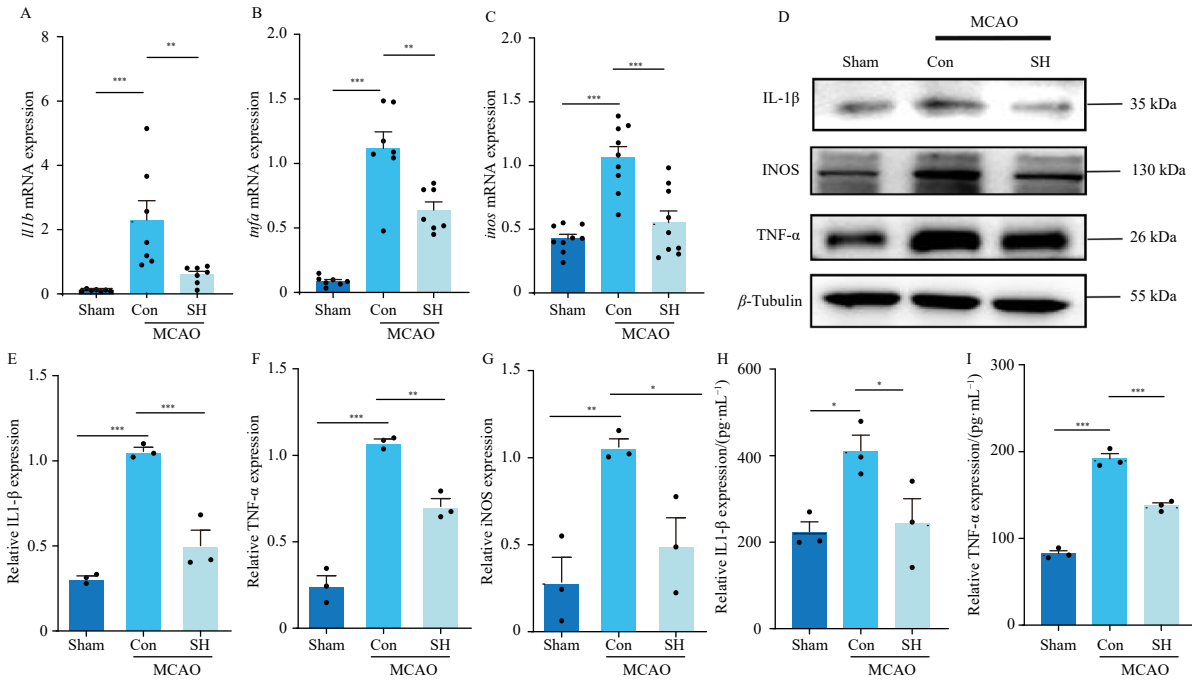 A
Il1b mRNA expression
8
6
4
2
0
***
**
Sham
Con
SH
MCAO
B
tnfa mRNA expression
2.0
1.5
1.0
0.5
0
***
**
Sham
Con
SH
MCAO
C
inos mRNA expression
2.0
1.5
1.0
0.5
0
***
***
Sham
Con
SH
MCAO
D
MCAO
Sham Con SH
IL-1β 35 kDa
INOS 130 kDa
TNF-α 26 kDa
β-Tubulin 55 kDa
E
Relative IL1-β expression
1.5
1.0
0.5
0
***
***
Sham
Con
SH
MCAO
F
Relative TNF-α expression
1.5
1.0
0.5
0
***
**
Sham
Con
SH
MCAO
G
Relative iNOS expression
1.5
1.0
0.5
0
**
*
Sham
Con
SH
MCAO
H
Relative IL1-β expression/(pg·mL⁻¹)
600
400
200
0
*
*
Sham
Con
SH
MCAO
I
Relative TNF-α expression/(pg·mL⁻¹)
300
200
100
0
***
***
Sham
Con
SH
MCAO